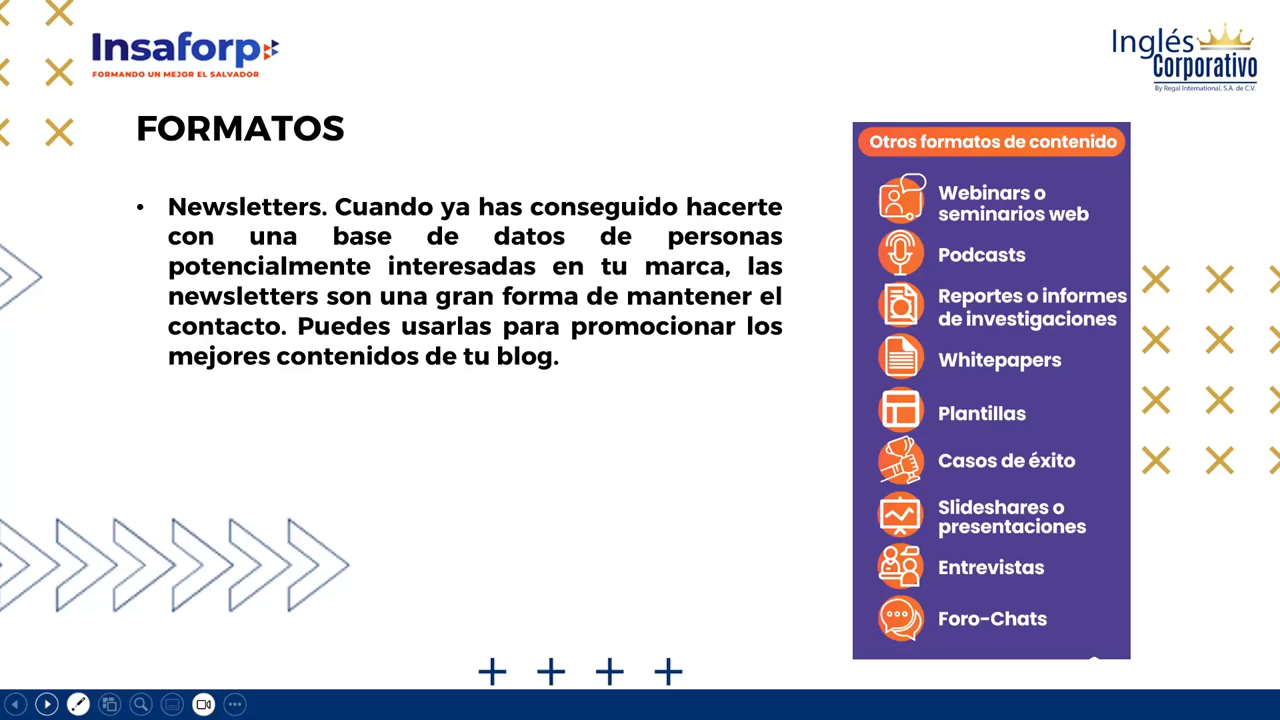 Insaforp
FORMANDO UN MEJOR EL SALVADOR
Inglés
Corporativo
By Regal International, S.A. de C.V.
FORMATOS
• Newsletters. Cuando ya has conseguido hacerte
con una base de datos de personas
potencialmente interesadas en tu marca, las
newsletters son una gran forma de mantener el
contacto. Puedes usarlas para promocionar los
mejores contenidos de tu blog.
Otros formatos de contenido
Webinars o
seminarios web
Podcasts
Reportes o informes
de investigaciones
Whitepapers
Plantillas
Casos de éxito
Slideshares o
presentaciones
Entrevistas
Foro-Chats